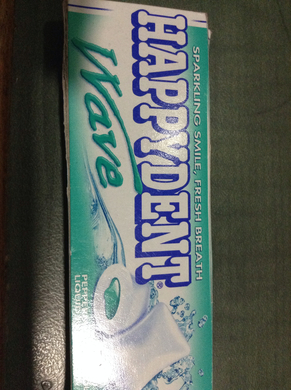 SPARKLING SMILE, FRESH BREATH
HAPPYDENT®
Wave